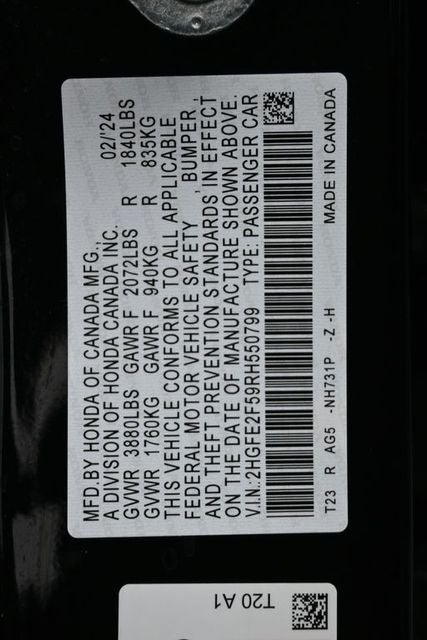 MFD.BY HONDA OF CANADA MFG.,
A DIVISION OF HONDA CANADA INC. 02/'24
GVWR 3880LBS GAWR F 2072LBS R 1840LBS
GVWR 1760KG GAWR F 940KG R 835KG
THIS VEHICLE CONFORMS TO ALL APPLICABLE
FEDERAL MOTOR VEHICLE SAFETY , BUMPER,
AND THEFT PREVENTION STANDARDS IN EFFECT
ON THE DATE OF MANUFACTURE SHOWN ABOVE.
V.I.N.:2HGFE2F59RH550799 TYPE: PASSENGER CAR
T23 R AG5 -NH731P -Z -H MADE IN CANADA
T20 A1